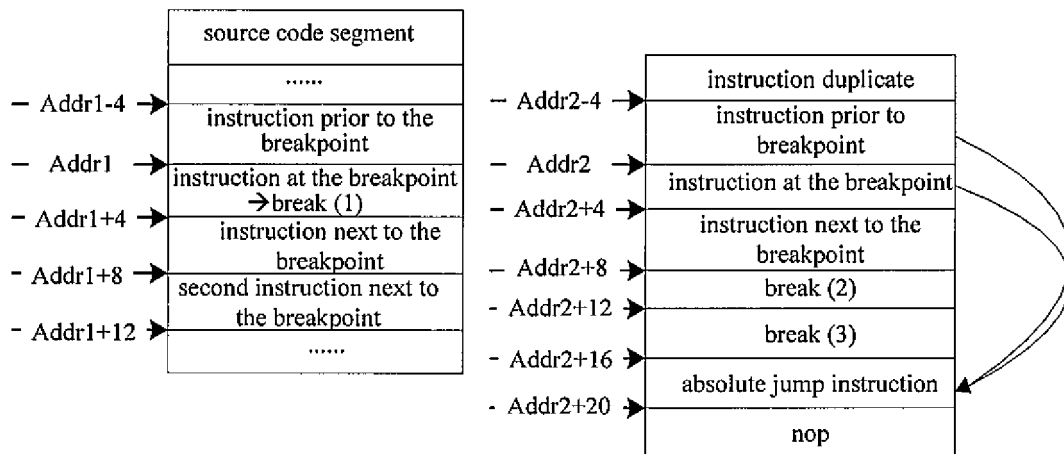 source code segment
......
Addr1-4
instruction prior to the
breakpoint
Addr1
instruction at the breakpoint
→break (1)
Addr1+4
instruction next to the
breakpoint
Addr1+8
second instruction next to
the breakpoint
Addr1+12
......
instruction duplicate
Addr2-4
instruction prior to
breakpoint
Addr2
instruction at the breakpoint
Addr2+4
instruction next to the
breakpoint
Addr2+8
break (2)
Addr2+12
break (3)
Addr2+16
absolute jump instruction
Addr2+20
nop